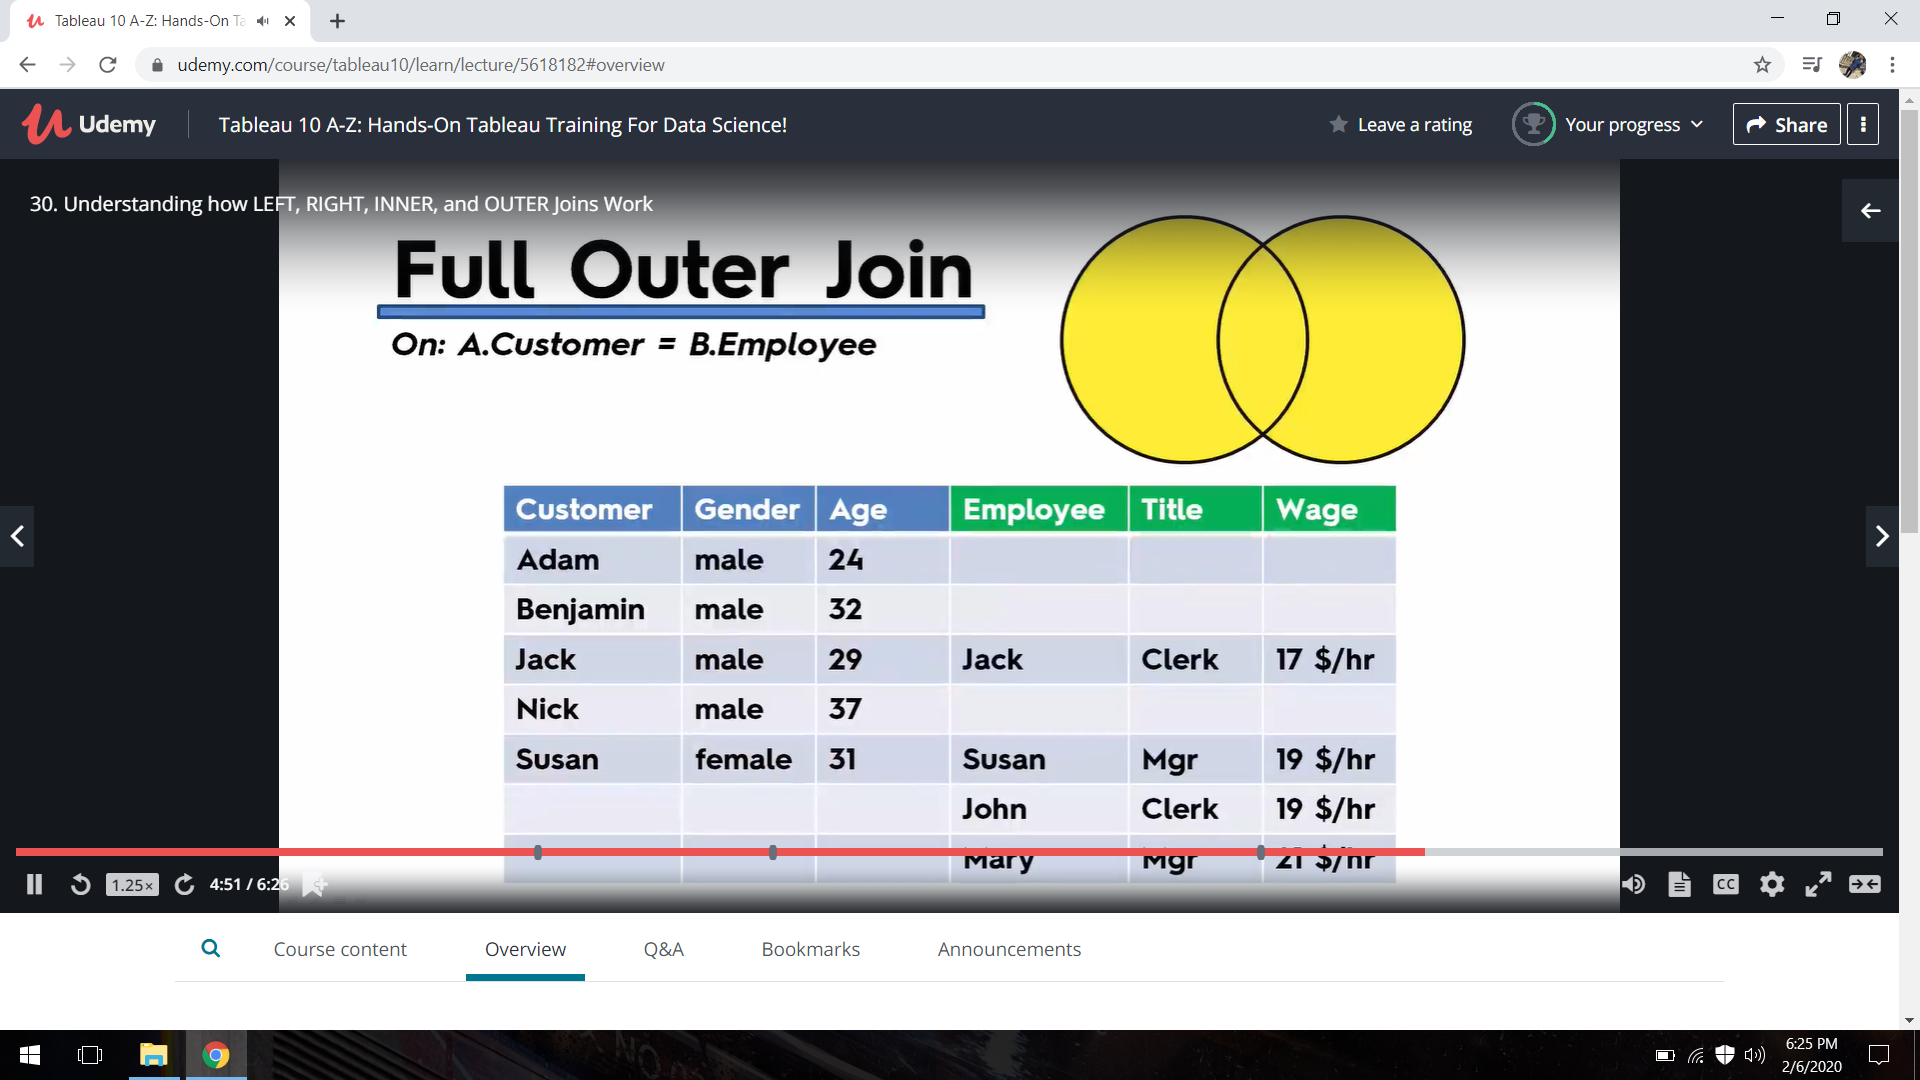 Tableau 10 A-Z: Hands-On Ta
udemy.com/course/tableau10/learn/lecture/5618182#overview
Udemy
Tableau 10 A-Z: Hands-On Tableau Training For Data Science!
Leave a rating
Your progress
Share
30. Understanding how LEFT, RIGHT, INNER, and OUTER Joins Work
Full Outer Join
On: A.Customer = B.Employee
Customer Gender Age Employee Title Wage
Adam male 24
Benjamin male 32
Jack male 29 Jack Clerk 17 $/hr
Nick male 37
Susan female 31 Susan Mgr 19 $/hr
John Clerk 19 $/hr
Mary Mgr 21 $/hr
1.25×
4:51 / 6:26
CC
Course content
Overview
Q&A
Bookmarks
Announcements
6:25 PM
2/6/2020